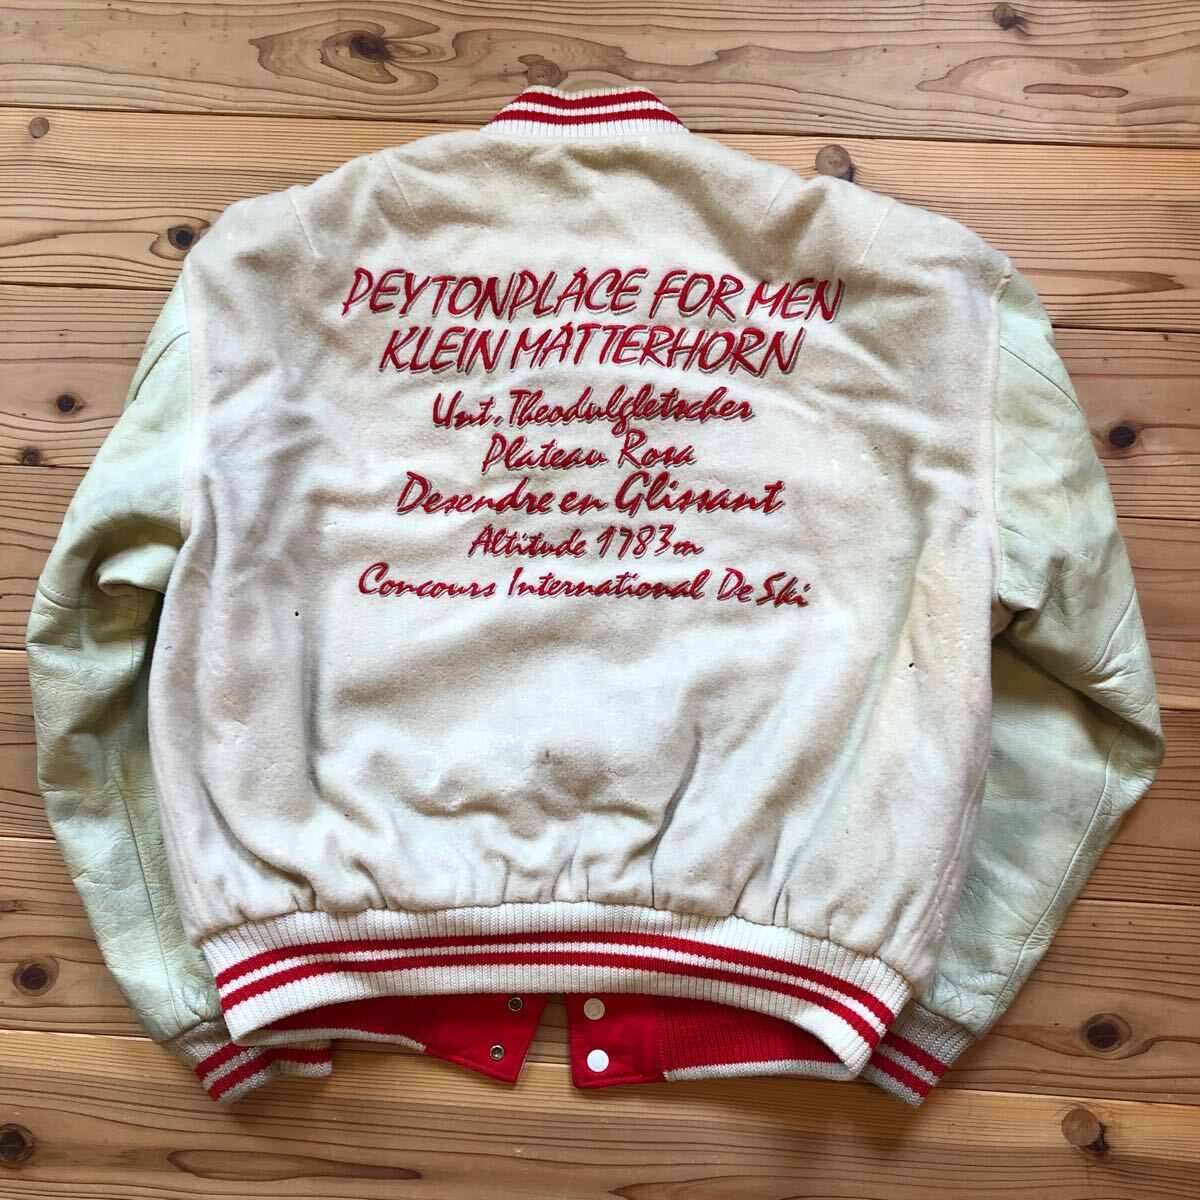 PEYTONPLACE FOR MEN
KLEIN MATTERHORN
Unt. Theodulgletscher
Plateau Rosa
Desendre en Glissant
Altitude 1783m
Concours International De Ski